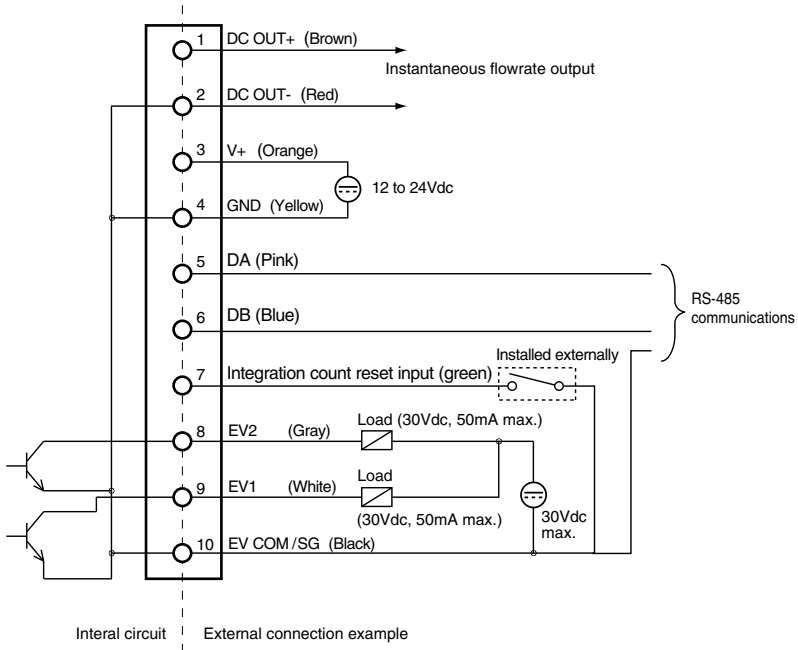 1 DC OUT+ (Brown)
Instantaneous flowrate output
2 DC OUT- (Red)
3 V+ (Orange)
12 to 24Vdc
4 GND (Yellow)
5 DA (Pink)
6 DB (Blue)
RS-485
communications
Installed externally
7 Integration count reset input (green)
Load (30Vdc, 50mA max.)
8 EV2 (Gray)
Load
9 EV1 (White)
(30Vdc, 50mA max.)
30Vdc
max.
10 EV COM /SG (Black)
Interal circuit
External connection example